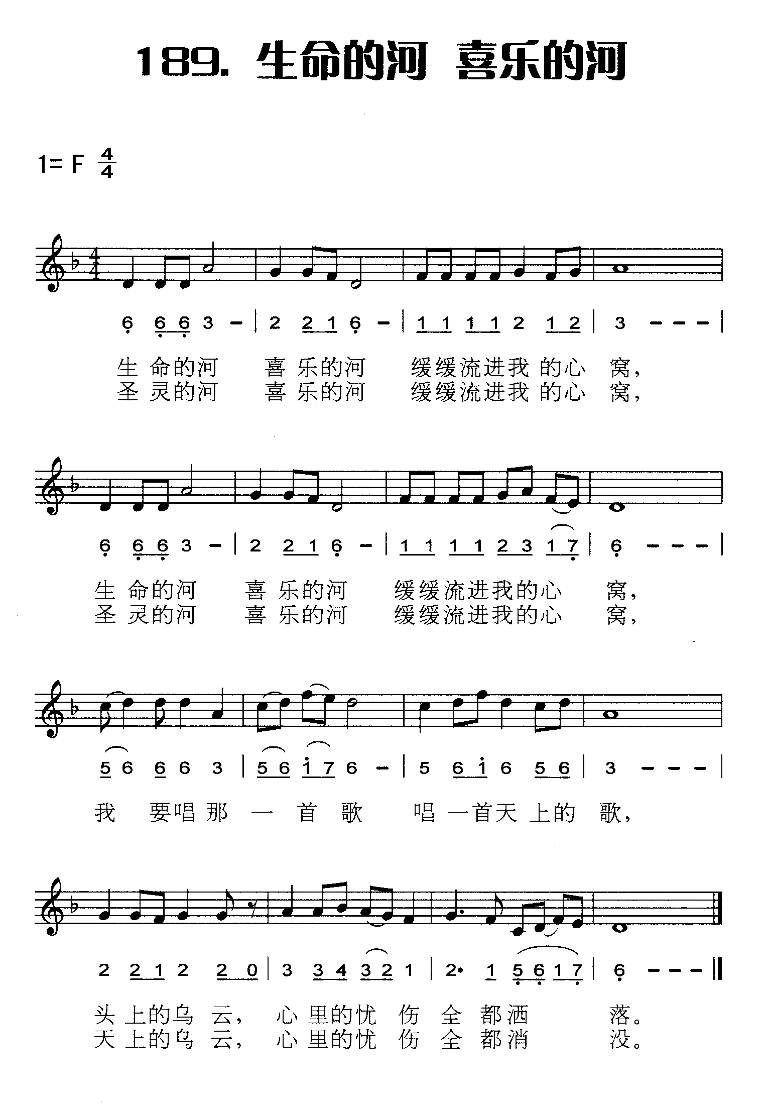 189. 生命的河 喜乐的河
1= F 4/4
6 6 6 3 - | 2 2 1 6 - | 1 1 1 1 2 1 2 | 3 - - - |
生 命的河 喜 乐的河 缓缓流进我 的心 窝，
圣 灵的河 喜 乐的河 缓缓流进我 的心 窝，
6 6 6 3 - | 2 2 1 6 - | 1 1 1 1 2 3 1 7 | 6 - - - |
生 命的河 喜 乐的河 缓缓流进我的心 窝，
圣 灵的河 喜 乐的河 缓缓流进我的心 窝，
5 6 6 6 3 | 5 6 1 7 6 - | 5 6 1 6 5 6 | 3 - - - |
我 要唱 那 一 首 歌 唱 一首天 上的 歌，
2 2 1 2 2 0 | 3 3 4 3 2 1 | 2· 1 5 6 1 7 | 6 - - - ‖
头 上的乌 云， 心 里的忧 伤 全 都洒 落。
天 上的乌 云， 心 里的忧 伤 全 都消 没。